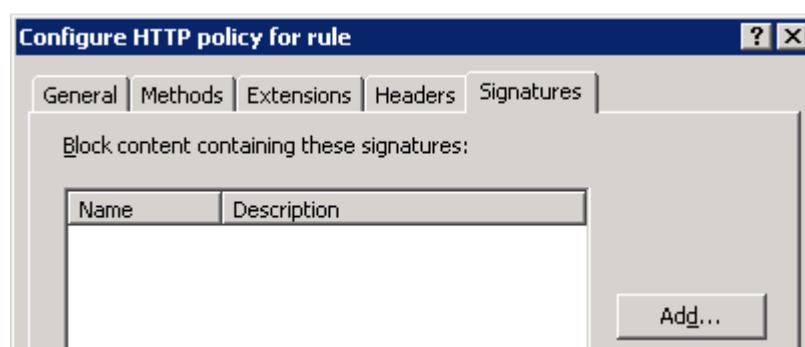 Configure HTTP policy for rule
General Methods Extensions Headers Signatures
Block content containing these signatures:
Name Description
Add...